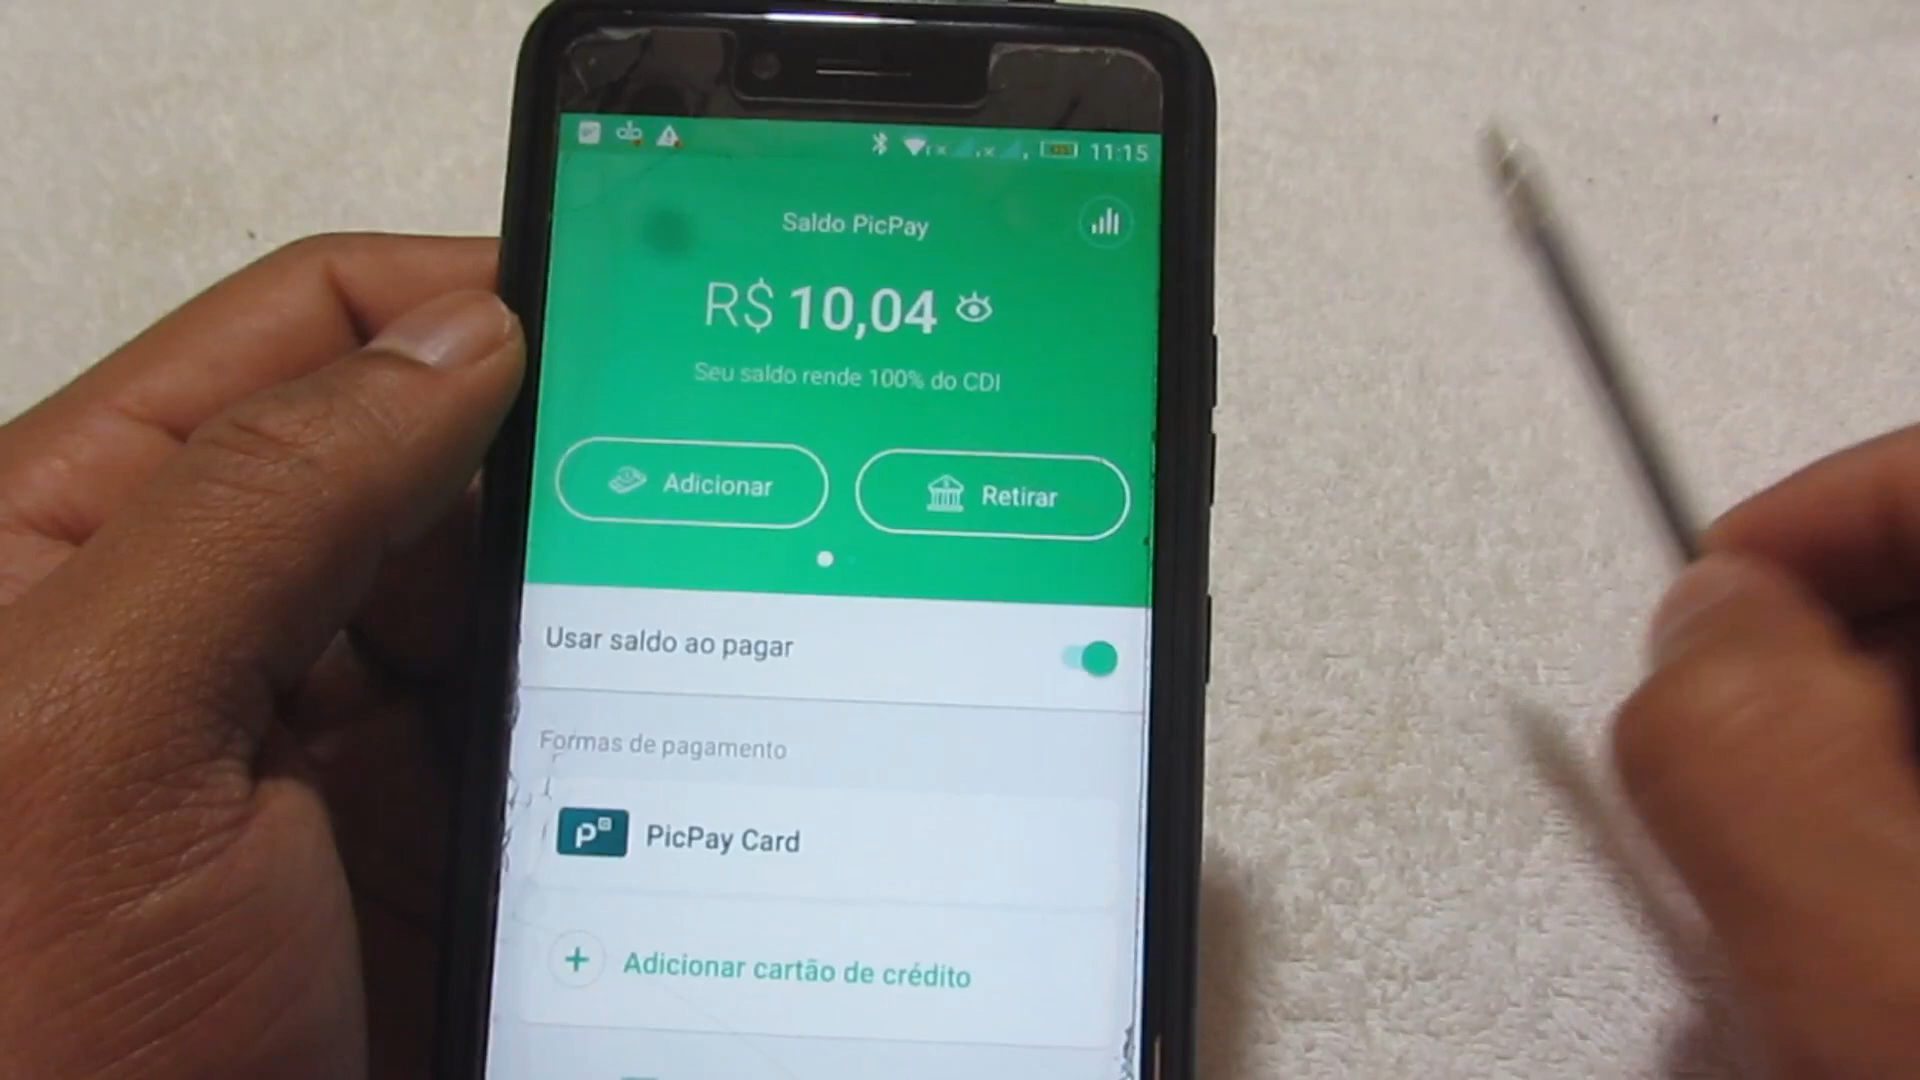 11:15
Saldo PicPay
R$ 10,04
Seu saldo rende 100% do CDI
Adicionar
Retirar
Usar saldo ao pagar
Formas de pagamento
PicPay Card
+ Adicionar cartão de crédito